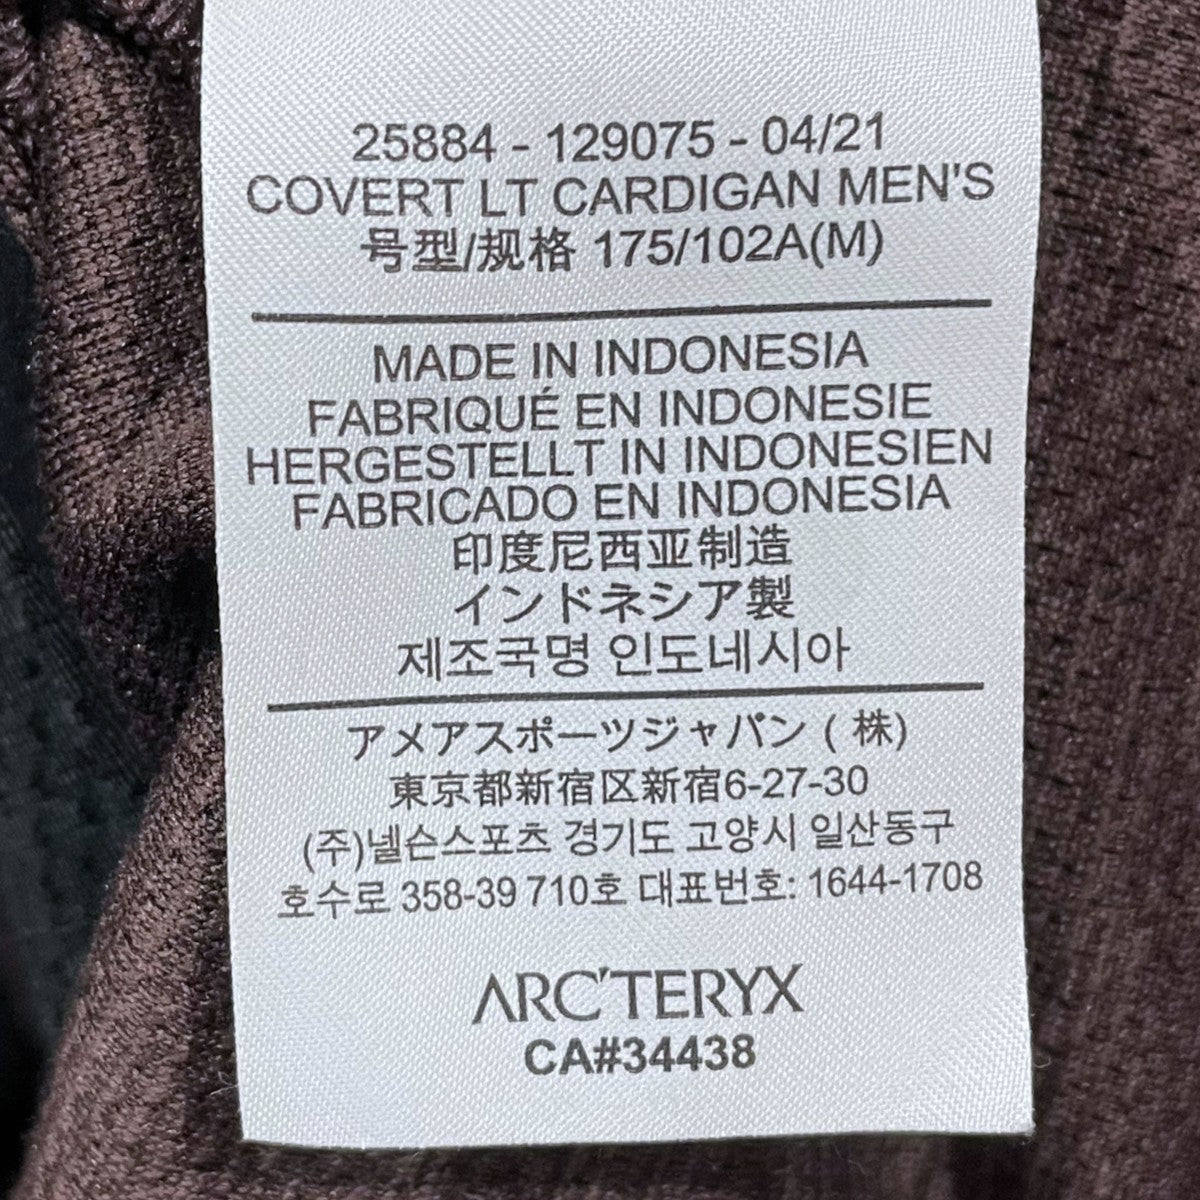 25884 - 129075 - 04/21
COVERT LT CARDIGAN MEN'S
号型/规格 175/102A(M)
MADE IN INDONESIA
FABRIQUÉ EN INDONESIE
HERGESTELLT IN INDONESIEN
FABRICADO EN INDONESIA
印度尼西亚制造
インドネシア製
제조국명 인도네시아
アメアスポーツジャパン (株)
東京都新宿区新宿6-27-30
(주)넬슨스포츠 경기도 고양시 일산동구
호수로 358-39 710호 대표번호: 1644-1708
ARC'TERYX
CA#34438